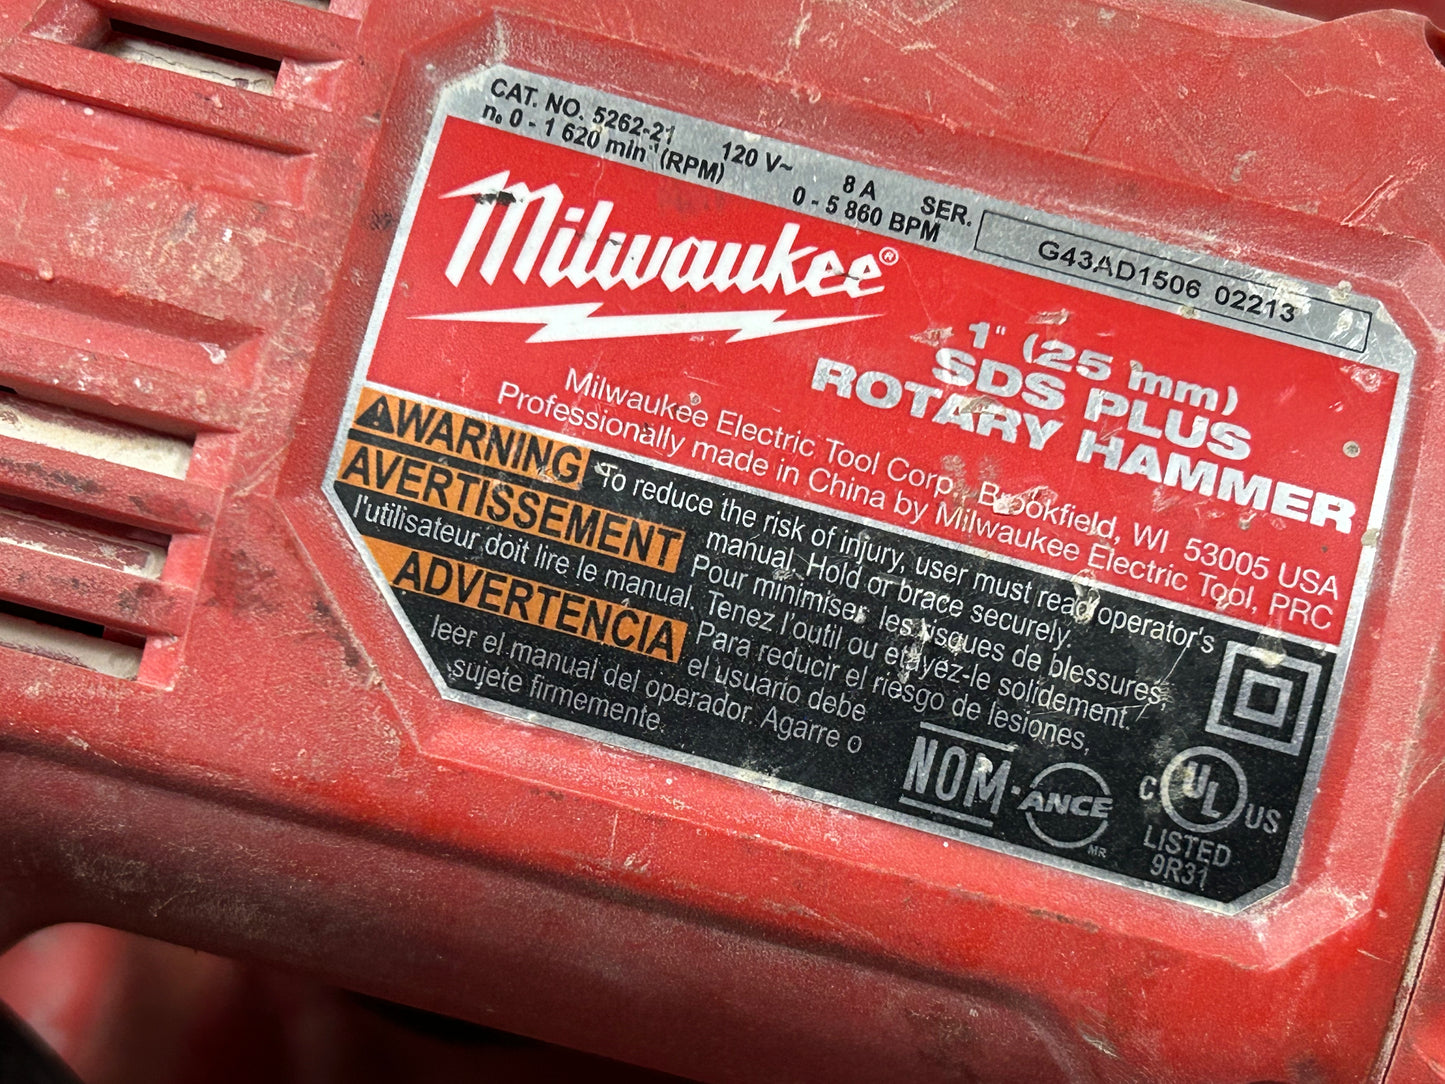 CAT. NO. 5262-21 120 V~ 8 A SER. G43AD1506 02213
n₀ 0 - 1 620 min⁻¹ (RPM) 0 - 5 860 BPM
Milwaukee®
1" (25 mm)
SDS PLUS
ROTARY HAMMER
Milwaukee Electric Tool Corp., Brookfield, WI 53005 USA
Professionally made in China by Milwaukee Electric Tool, PRC
WARNING To reduce the risk of injury, user must read operator's
manual. Hold or brace securely.
AVERTISSEMENT Pour minimiser les risques de blessures,
l'utilisateur doit lire le manual. Tenez l'outil ou étayez-le solidement.
ADVERTENCIA Para reducir el riesgo de lesiones,
el usuario debe
leer el manual del operador. Agarre o
sujete firmemente.
NOM-ANCE
MR
C UL US
LISTED
9R31